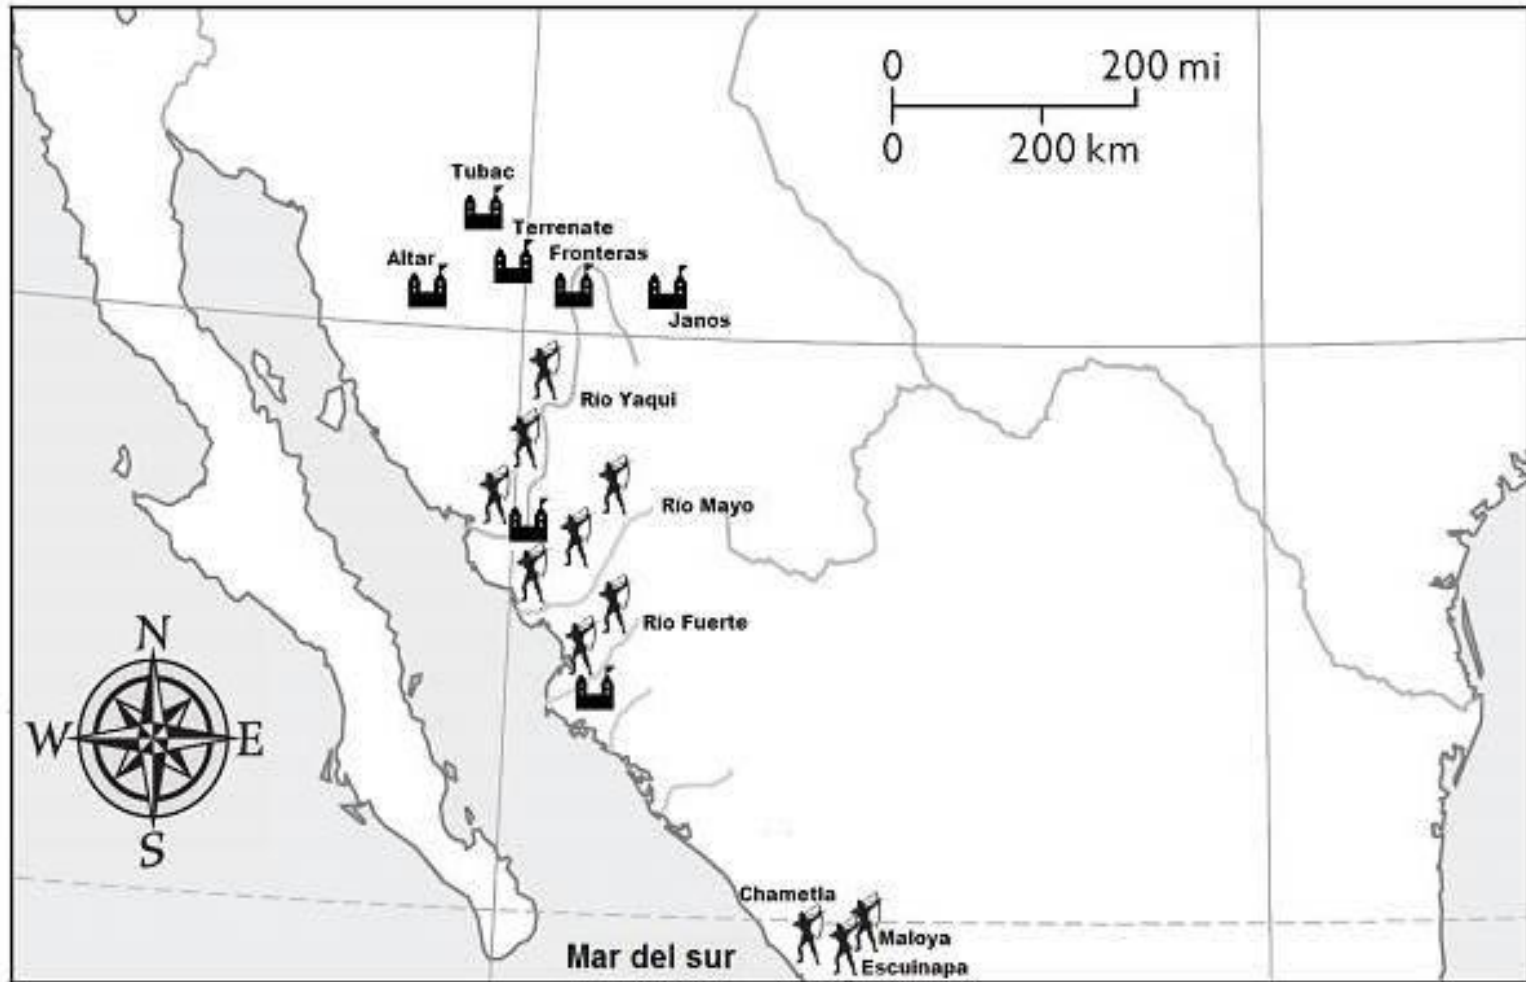 0 200 mi
0 200 km
Tubac
Terrenate
Altar
Fronteras
Janos
Río Yaqui
Río Mayo
Río Fuerte
N
W E
S
Chametla
Maloya
Mar del sur
Escuinapa